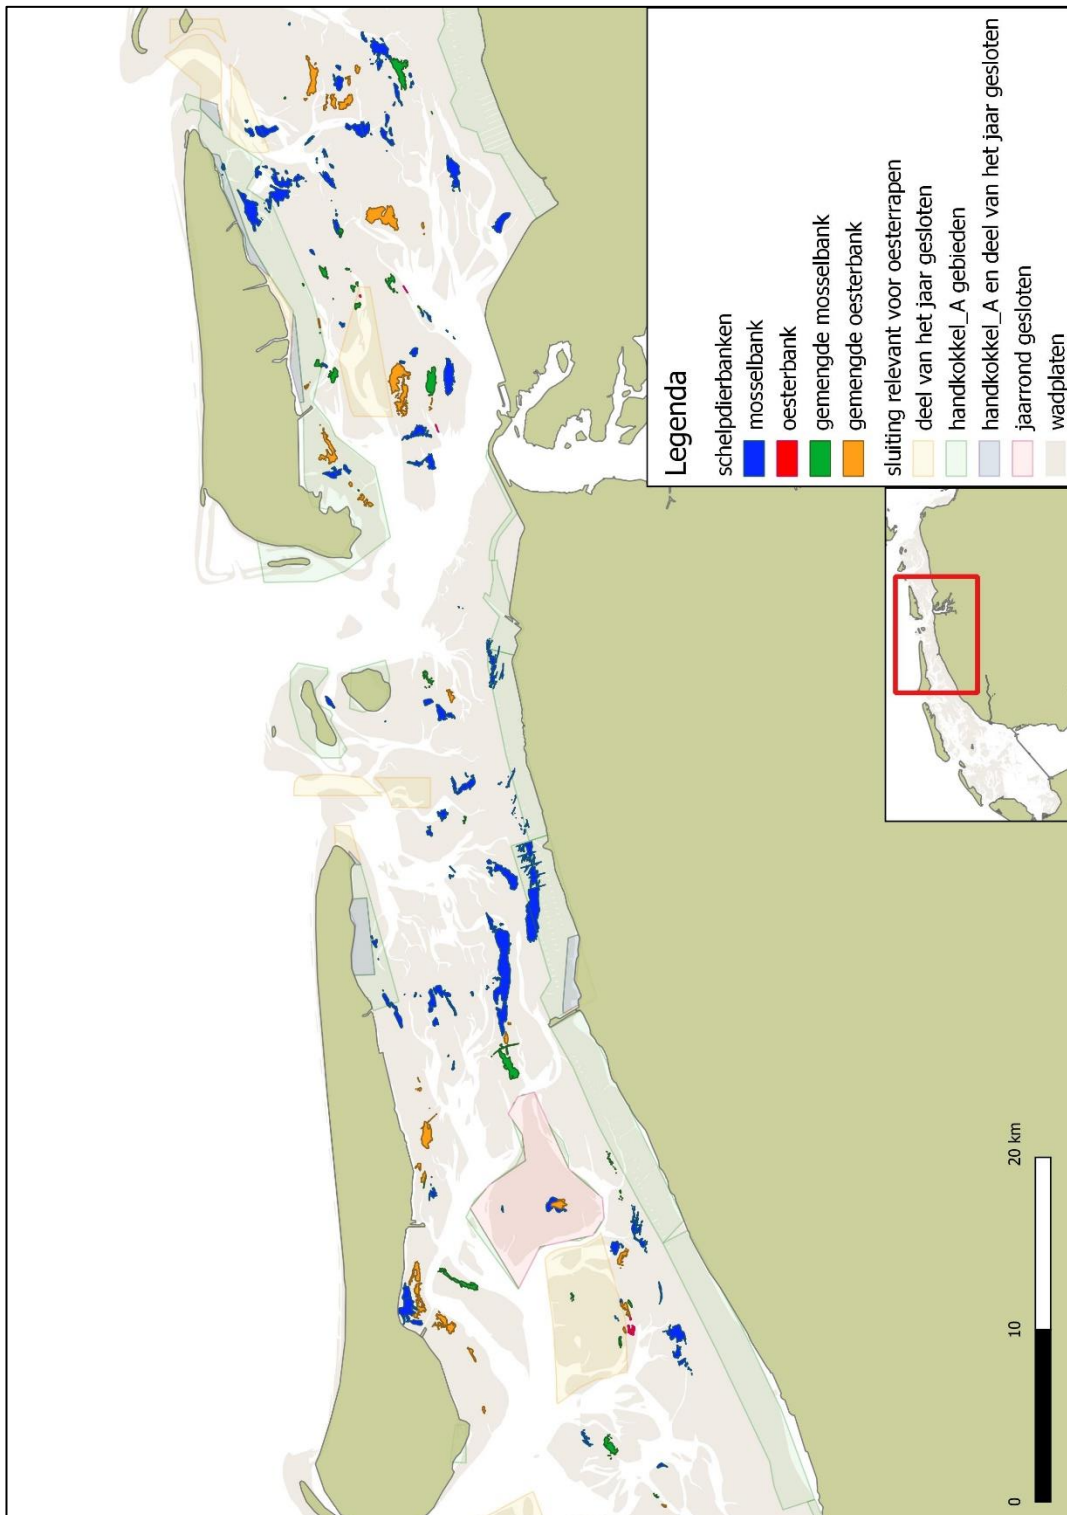 Legenda
schelpdierbanken
mosselbank
oesterbank
gemengde mosselbank
gemengde oesterbank
sluiting relevant voor oesterrapen
deel van het jaar gesloten
handkokkel_A gebieden
handkokkel_A en deel van het jaar gesloten
jaarrond gesloten
wadplaten
0
10
20 km